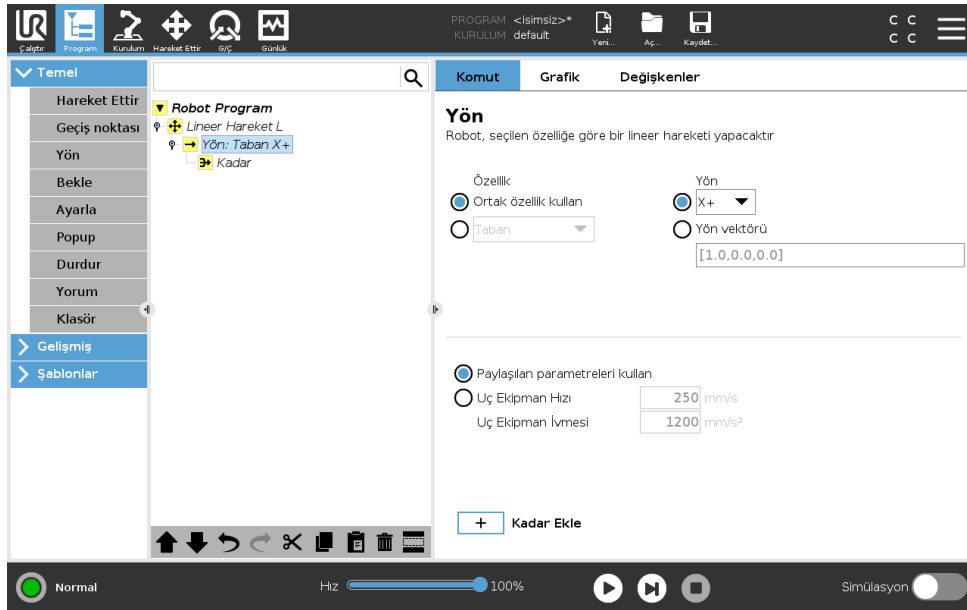 PROGRAM <isimsiz>*
KURULUM default
C C
C C
Çalıştır Program Kurulum Hareket Ettir G/Ç Günlük Yeni... Aç... Kaydet...
Temel
Hareket Ettir
Geçiş noktası
Yön
Bekle
Ayarla
Popup
Durdur
Yorum
Klasör
Gelişmiş
Şablonlar
Robot Program
Lineer Hareket L
Yön: Taban X+
Kadar
Komut Grafik Değişkenler
Yön
Robot, seçilen özelliğe göre bir lineer hareketi yapacaktır
Özellik Yön
Ortak özellik kullan X+
Taban Yön vektörü
[1.0,0.0,0.0]
Paylaşılan parametreleri kullan
Uç Ekipman Hızı 250 mm/s
Uç Ekipman İvmesi 1200 mm/s²
+ Kadar Ekle
Normal Hız 100% Simülasyon